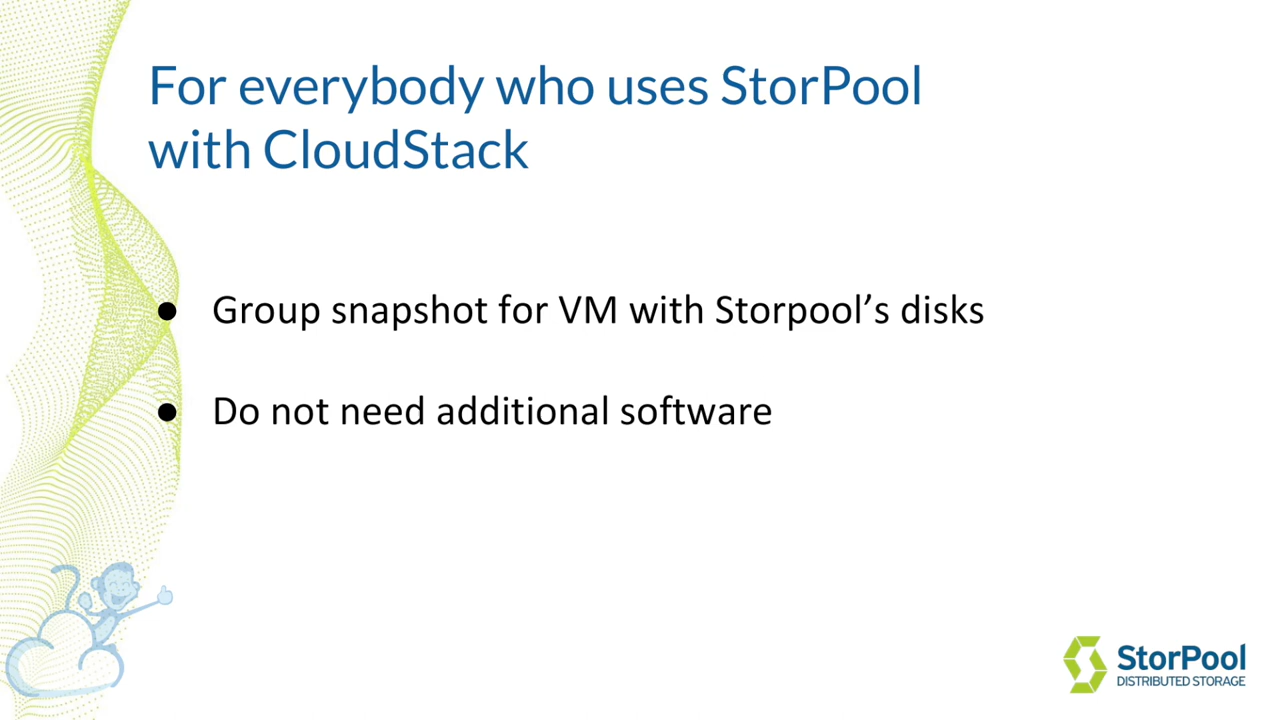 For everybody who uses StorPool
with CloudStack
● Group snapshot for VM with Storpool’s disks
● Do not need additional software
StorPool
DISTRIBUTED STORAGE